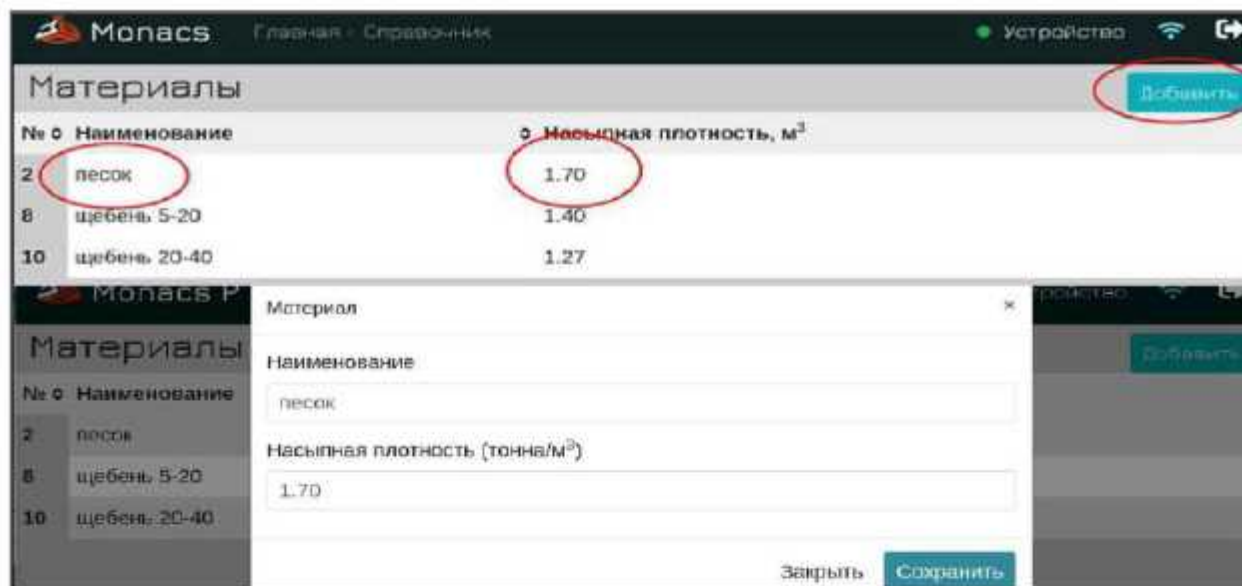 Monacs Главная - Справочник Устройство
Материалы Добавить
№ Наименование Насыпная плотность, м³
2 песок 1.70
8 щебень 5-20 1.40
10 щебень 20-40 1.27
Monacs P
Материал ×
Материалы Добавить
Наименование
№ Наименование
песок
2 песок
Насыпная плотность (тонна/м³)
8 щебень 5-20
1.70
10 щебень 20-40
Закрыть Сохранить